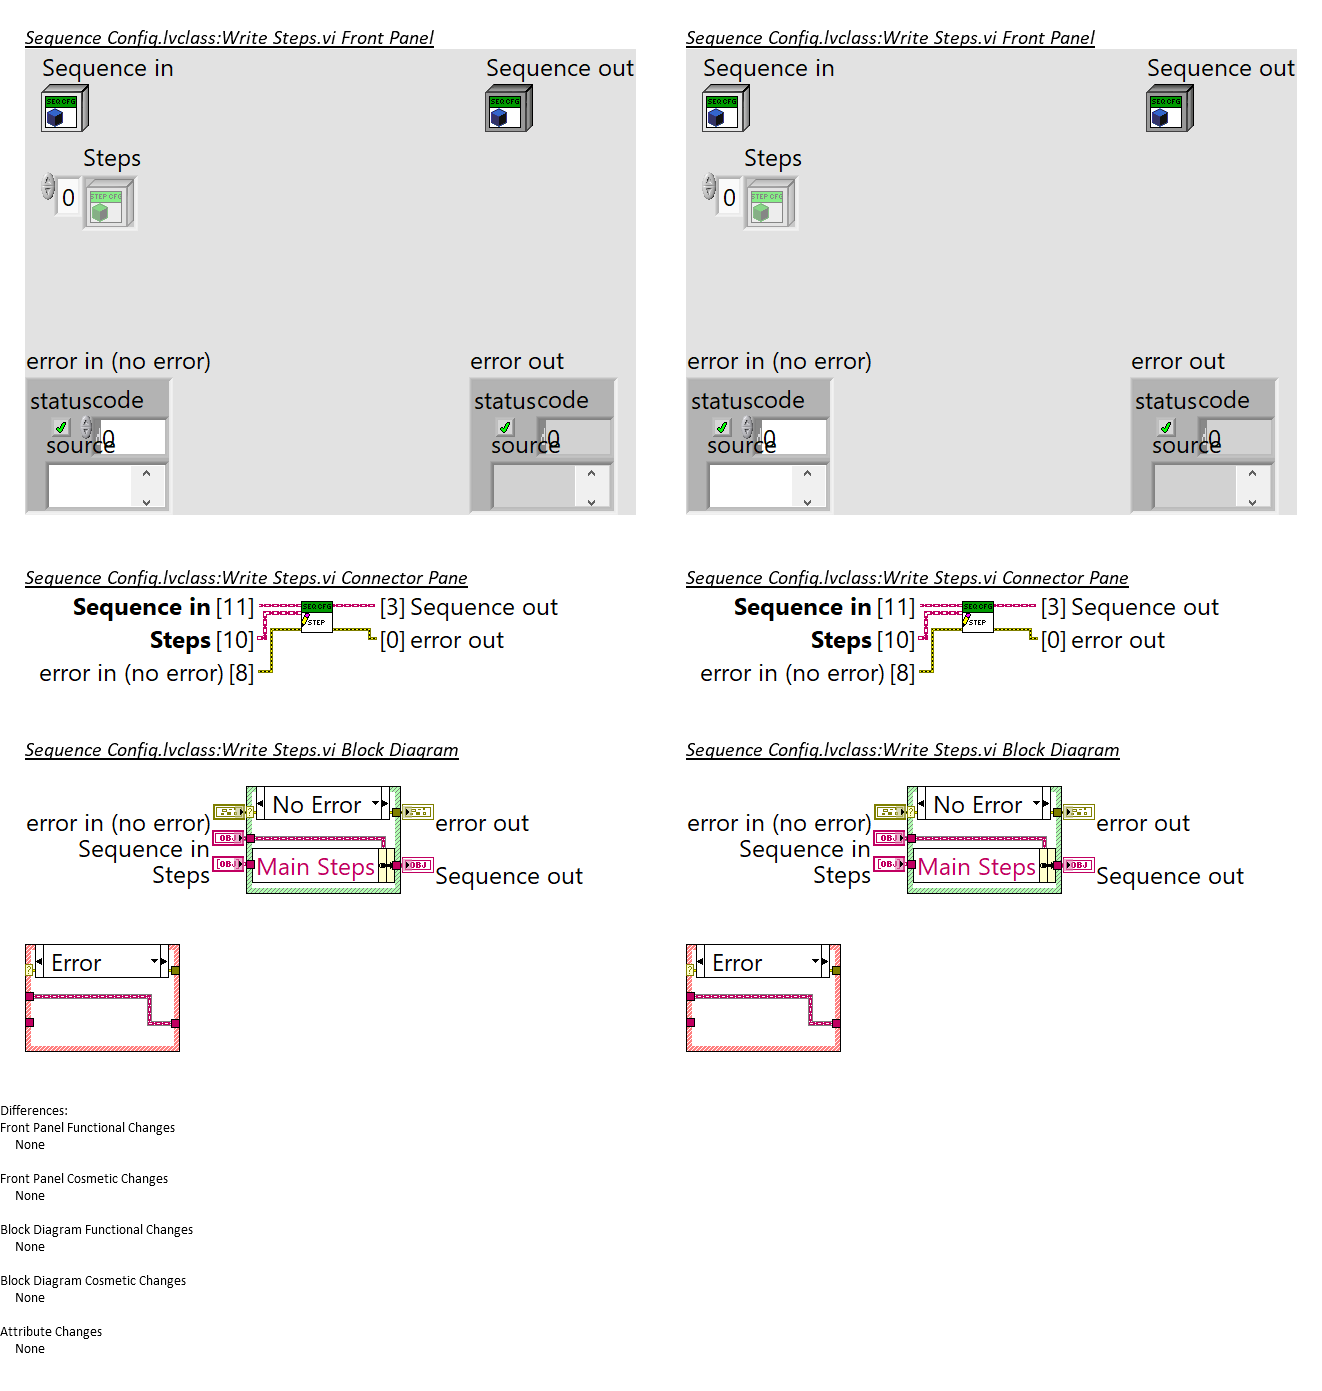 Sequence Config.lvclass:Write Steps.vi Front Panel
Sequence in
Sequence out
SEQ CFG
SEQ CFG
Steps
0
STEP CFG
error in (no error)
error out
status code
status code
0
0
source
source
Sequence Config.lvclass:Write Steps.vi Front Panel
Sequence in
Sequence out
SEQ CFG
SEQ CFG
Steps
0
STEP CFG
error in (no error)
error out
status code
status code
0
0
source
source
Sequence Config.lvclass:Write Steps.vi Connector Pane
Sequence in [11]
SEQ CFG
[3] Sequence out
STEP
Steps [10]
[0] error out
error in (no error) [8]
Sequence Config.lvclass:Write Steps.vi Connector Pane
Sequence in [11]
SEQ CFG
[3] Sequence out
STEP
Steps [10]
[0] error out
error in (no error) [8]
Sequence Config.lvclass:Write Steps.vi Block Diagram
No Error
?
error in (no error)
error out
OBJ
Sequence in
OBJ
Main Steps
OBJ
Steps
Sequence out
Error
?
Sequence Config.lvclass:Write Steps.vi Block Diagram
No Error
?
error in (no error)
error out
OBJ
Sequence in
OBJ
Main Steps
OBJ
Steps
Sequence out
Error
?
Differences:
Front Panel Functional Changes
None
Front Panel Cosmetic Changes
None
Block Diagram Functional Changes
None
Block Diagram Cosmetic Changes
None
Attribute Changes
None